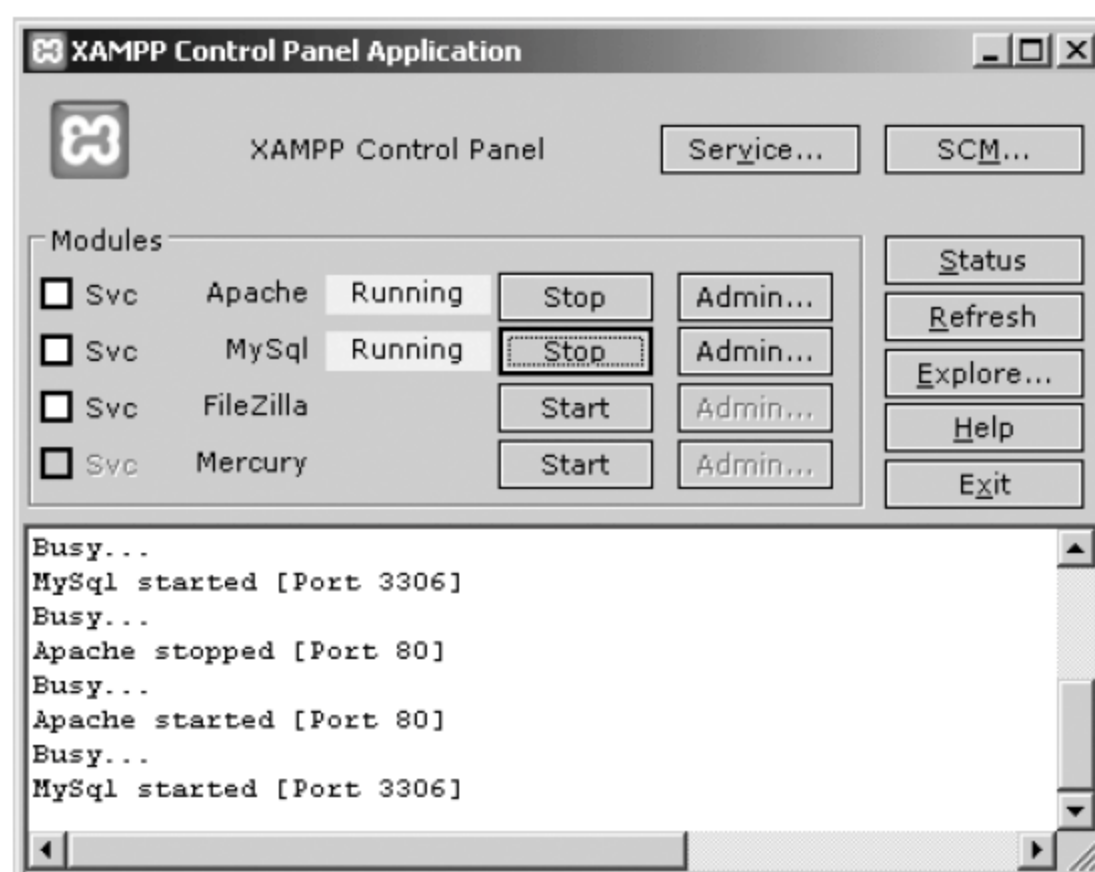 XAMPP Control Panel Application
XAMPP Control Panel
Service...
SCM...
Modules
Svc Apache Running Stop Admin...
Svc MySql Running Stop Admin...
Svc FileZilla Start Admin...
Svc Mercury Start Admin...
Status
Refresh
Explore...
Help
Exit
Busy...
MySql started [Port 3306]
Busy...
Apache stopped [Port 80]
Busy...
Apache started [Port 80]
Busy...
MySql started [Port 3306]